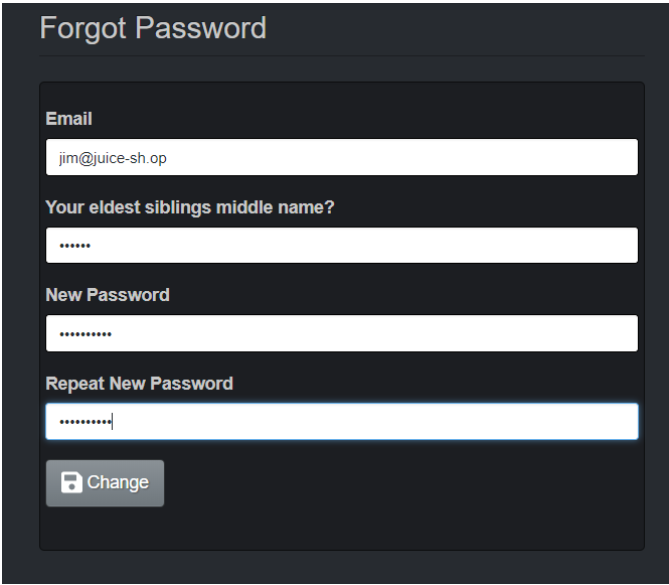 Forgot Password
Email
jim@juice-sh.op
Your eldest siblings middle name?
••••••
New Password
••••••••••
Repeat New Password
••••••••••
Change